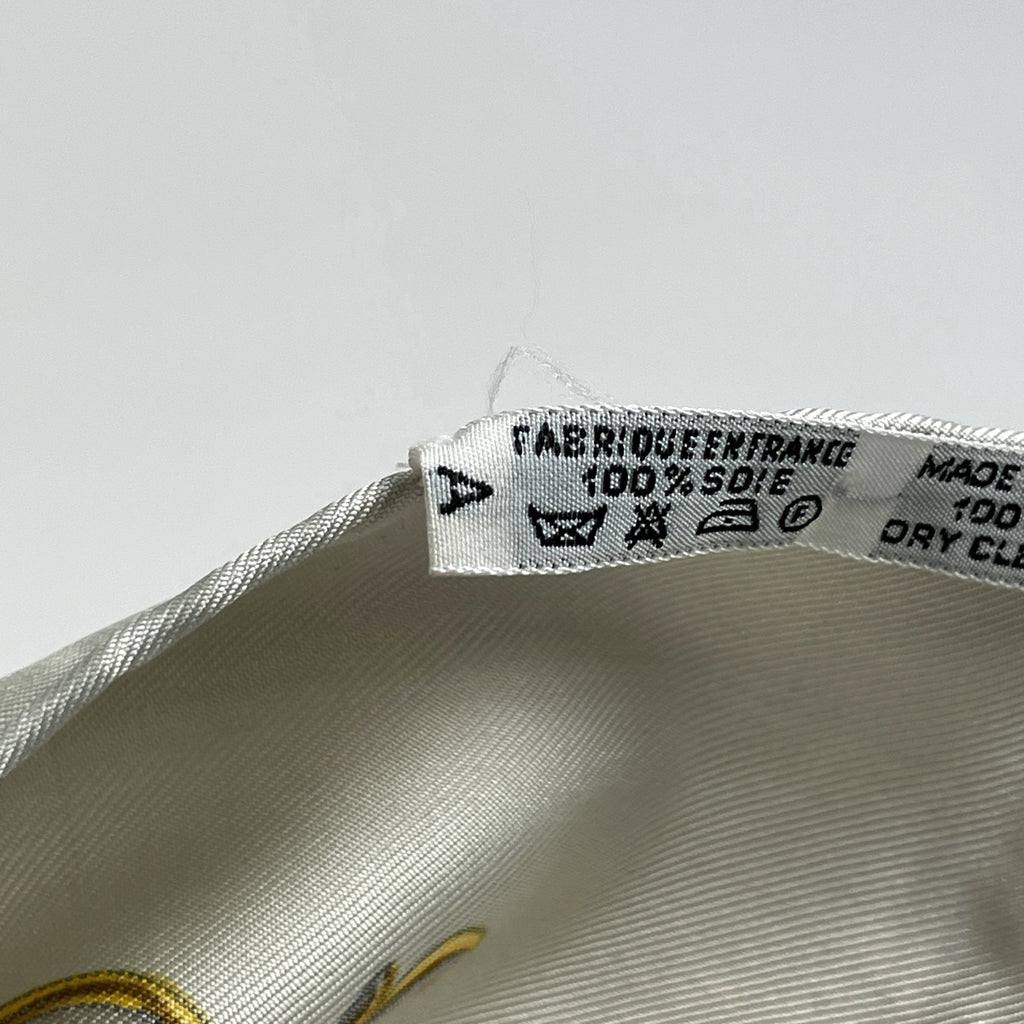 A
FABRIQUE EN FRANCE
100% SOIE
F
MADE
100
DRY CLE